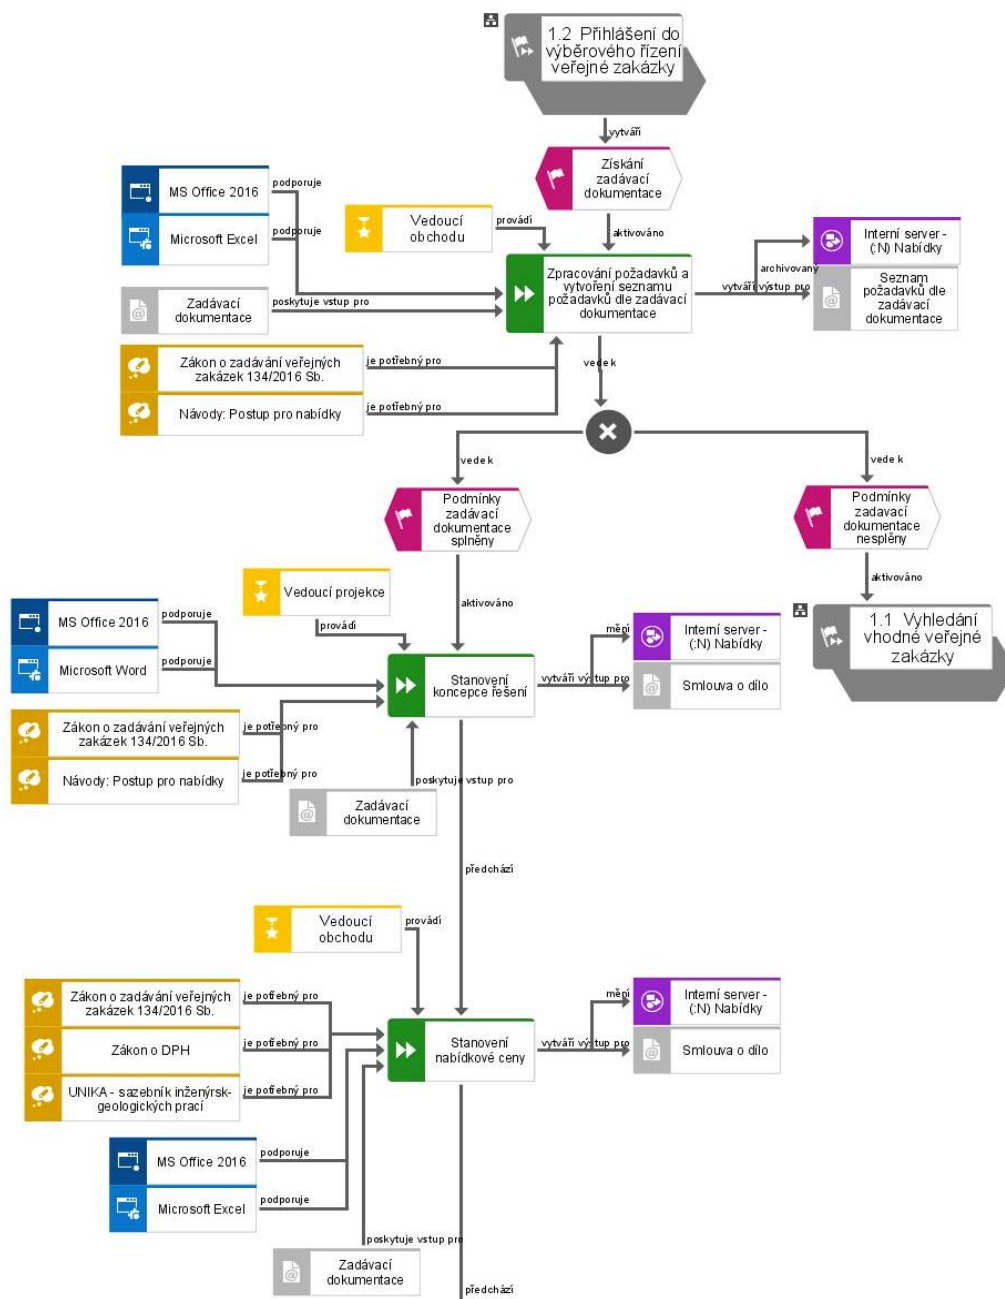 1.2 Přihlášení do
výběrového řízení
veřejné zakázky
vytváří
Získání
zadávací
dokumentace
aktivováno
MS Office 2016
podporuje
Microsoft Excel
podporuje
Vedoucí
obchodu
provádí
Zadávací
dokumentace
poskytuje vstup pro
Zpracování požadavků a
vytvoření seznamu
požadavků dle zadávací
dokumentace
archivovaný
vytváří výstup pro
Interní server -
(:N) Nabídky
Seznam
požadavků dle
zadávací
dokumentace
Zákon o zadávání veřejných
zakázek 134/2016 Sb.
je potřebný pro
Návody: Postup pro nabídky
je potřebný pro
vede k
vede k
vede k
Podmínky
zadávací
dokumentace
splněny
Podmínky
zadavací
dokumentace
nesplěny
aktivováno
aktivováno
1.1 Vyhledání
vhodné veřejné
zakázky
Vedoucí projekce
provádí
MS Office 2016
podporuje
Microsoft Word
podporuje
Stanovení
koncepce řešení
mění
vytváří výstup pro
Interní server -
(:N) Nabídky
Smlouva o dílo
Zákon o zadávání veřejných
zakázek 134/2016 Sb.
je potřebný pro
Návody: Postup pro nabídky
je potřebný pro
poskytuje vstup pro
Zadávací
dokumentace
předchází
Vedoucí
obchodu
provádí
Zákon o zadávání veřejných
zakázek 134/2016 Sb.
je potřebný pro
Zákon o DPH
je potřebný pro
UNIKA - sazebník inženýrsk-
geologických prací
je potřebný pro
Stanovení
nabídkové ceny
mění
vytváří výstup pro
Interní server -
(:N) Nabídky
Smlouva o dílo
MS Office 2016
podporuje
Microsoft Excel
podporuje
poskytuje vstup pro
Zadávací
dokumentace
předchází